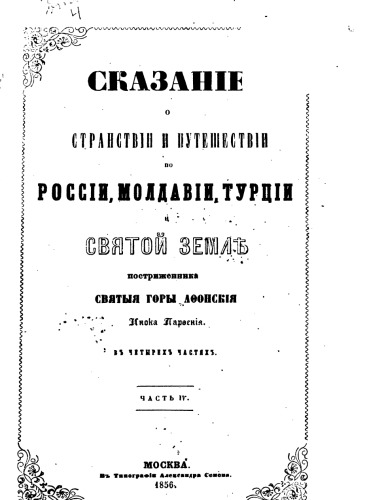 СКАЗАНІЕ
О
СТРАНСТВІИ И ПУТЕШЕСТВІИ
ПО
РОССІИ, МОЛДАВІИ, ТУРЦІИ
И
СВЯТОЙ ЗЕМЛѢ
постриженника
СВЯТЫЯ ГОРЫ АѲОНСКІЯ
Инока Парѳенія.
ВЪ ЧЕТЫРЕХЪ ЧАСТЯХЪ.
ЧАСТЬ IV.
МОСКВА.
Въ Типографіи Александра Семена.
1856.